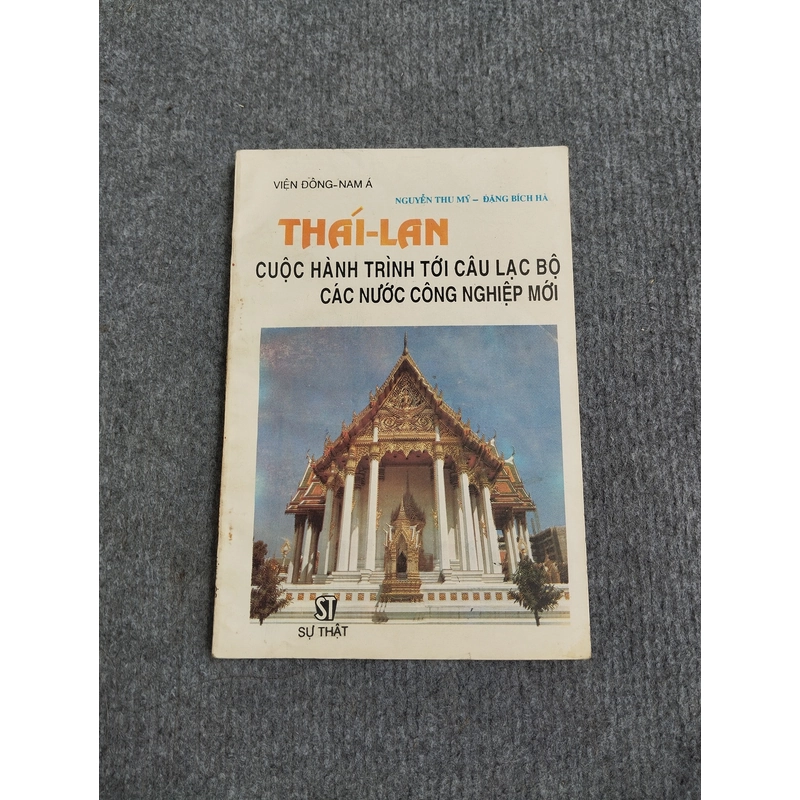 VIỆN ĐÔNG-NAM Á
NGUYỄN THU MỸ - ĐẶNG BÍCH HÀ
THÁI-LAN
CUỘC HÀNH TRÌNH TỚI CÂU LẠC BỘ
CÁC NƯỚC CÔNG NGHIỆP MỚI
ST
SỰ THẬT